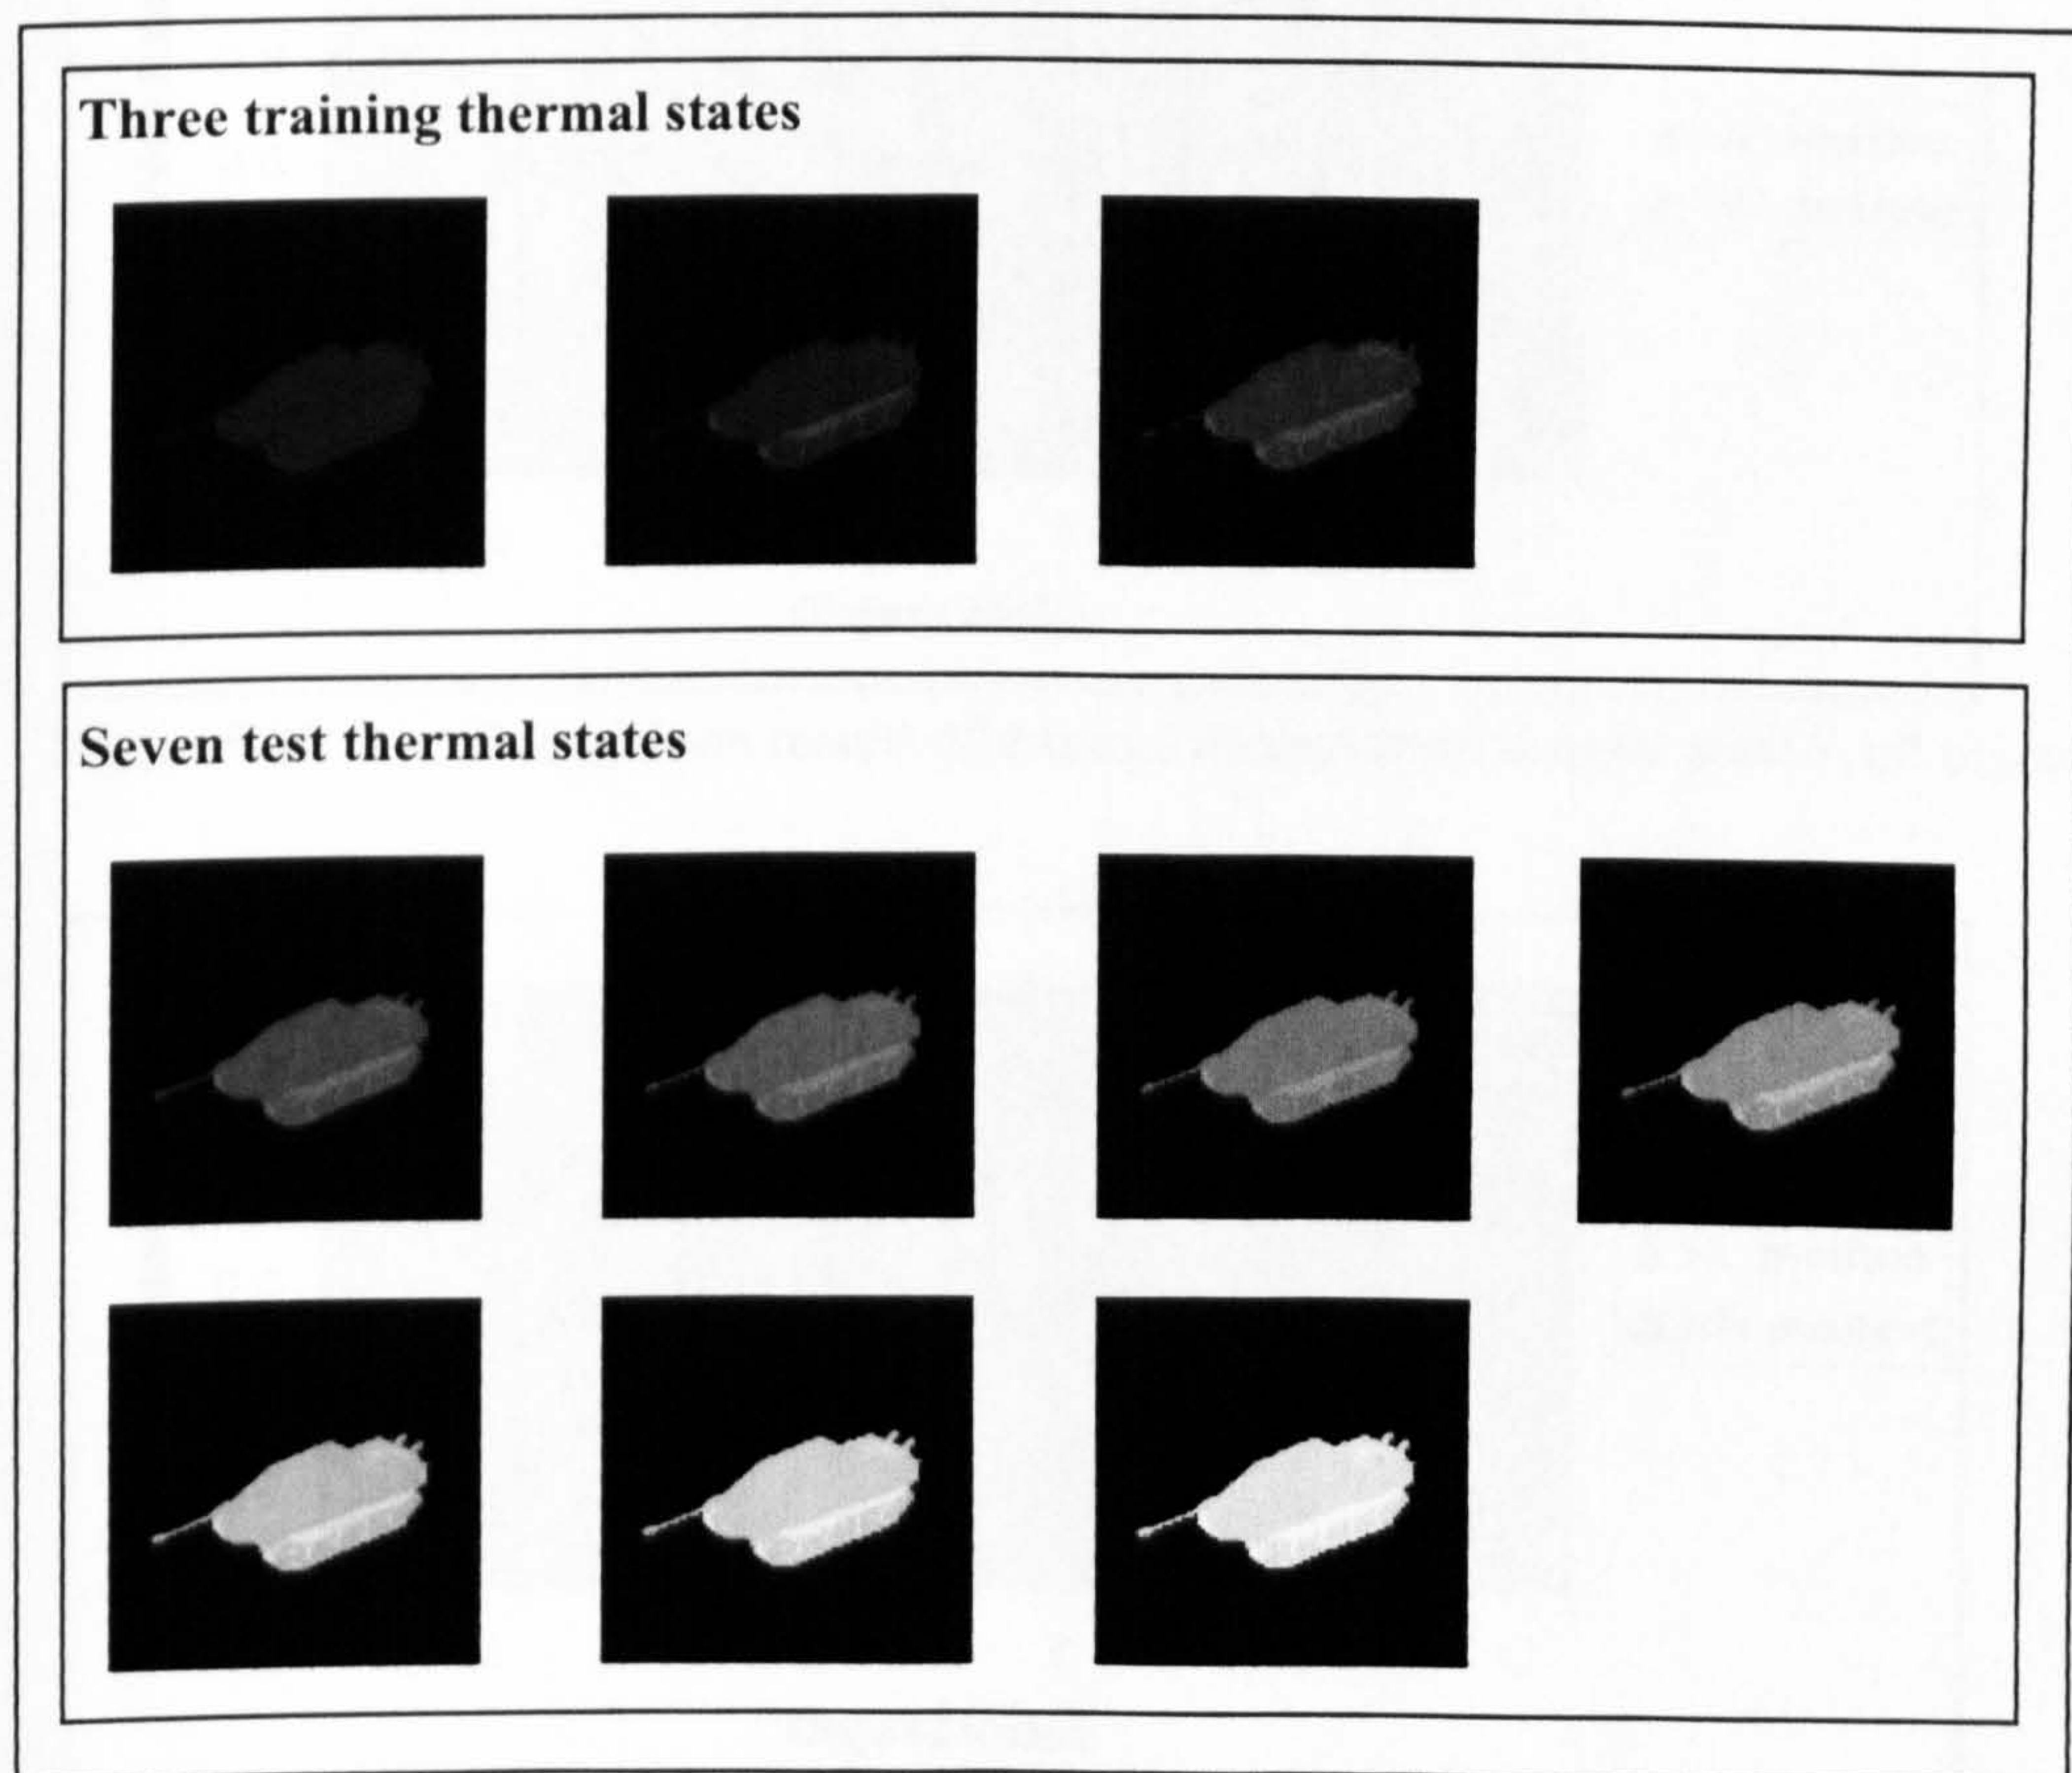 Three training thermal states
Seven test thermal states